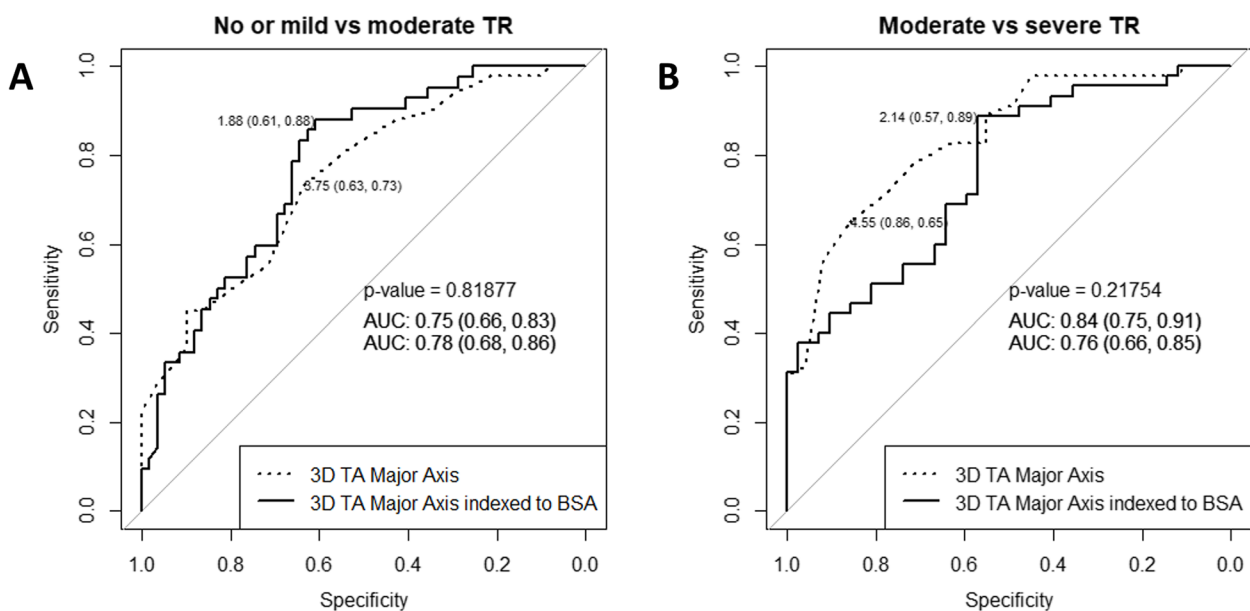 No or mild vs moderate TR
A
Sensitivity
1.0
0.8
0.6
0.4
0.2
0.0
1.88 (0.61, 0.88)
3.75 (0.63, 0.73)
p-value = 0.81877
AUC: 0.75 (0.66, 0.83)
AUC: 0.78 (0.68, 0.86)
3D TA Major Axis
3D TA Major Axis indexed to BSA
1.0 0.8 0.6 0.4 0.2 0.0
Specificity
Moderate vs severe TR
B
Sensitivity
1.0
0.8
0.6
0.4
0.2
0.0
2.14 (0.57, 0.89)
4.55 (0.86, 0.65)
p-value = 0.21754
AUC: 0.84 (0.75, 0.91)
AUC: 0.76 (0.66, 0.85)
3D TA Major Axis
3D TA Major Axis indexed to BSA
1.0 0.8 0.6 0.4 0.2 0.0
Specificity